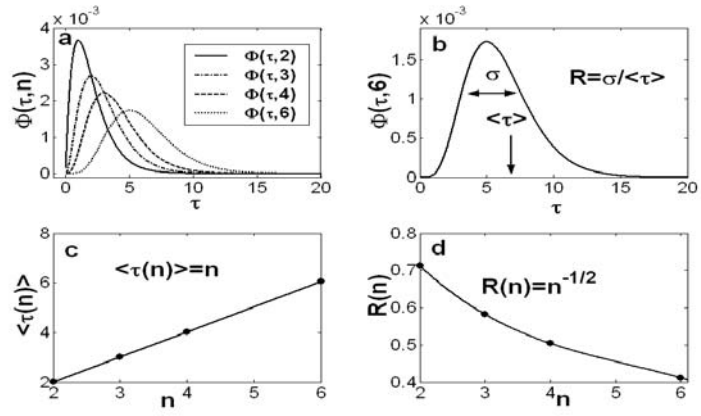 x 10⁻³
a
4
3
2
1
0
Φ(τ,n)
Φ(τ,2)
Φ(τ,3)
Φ(τ,4)
Φ(τ,6)
0 5 10 15 20
τ
x 10⁻³
b
1.5
1
0.5
0
Φ(τ,6)
σ
R=σ/<τ>
<τ>
0 5 10 15 20
τ
c
8
6
4
2
<τ(n)>
<τ(n)>=n
2 3 4 5 6
n
d
0.8
0.7
0.6
0.5
0.4
R(n)
R(n)=n⁻¹/²
2 3 4 5 6
n